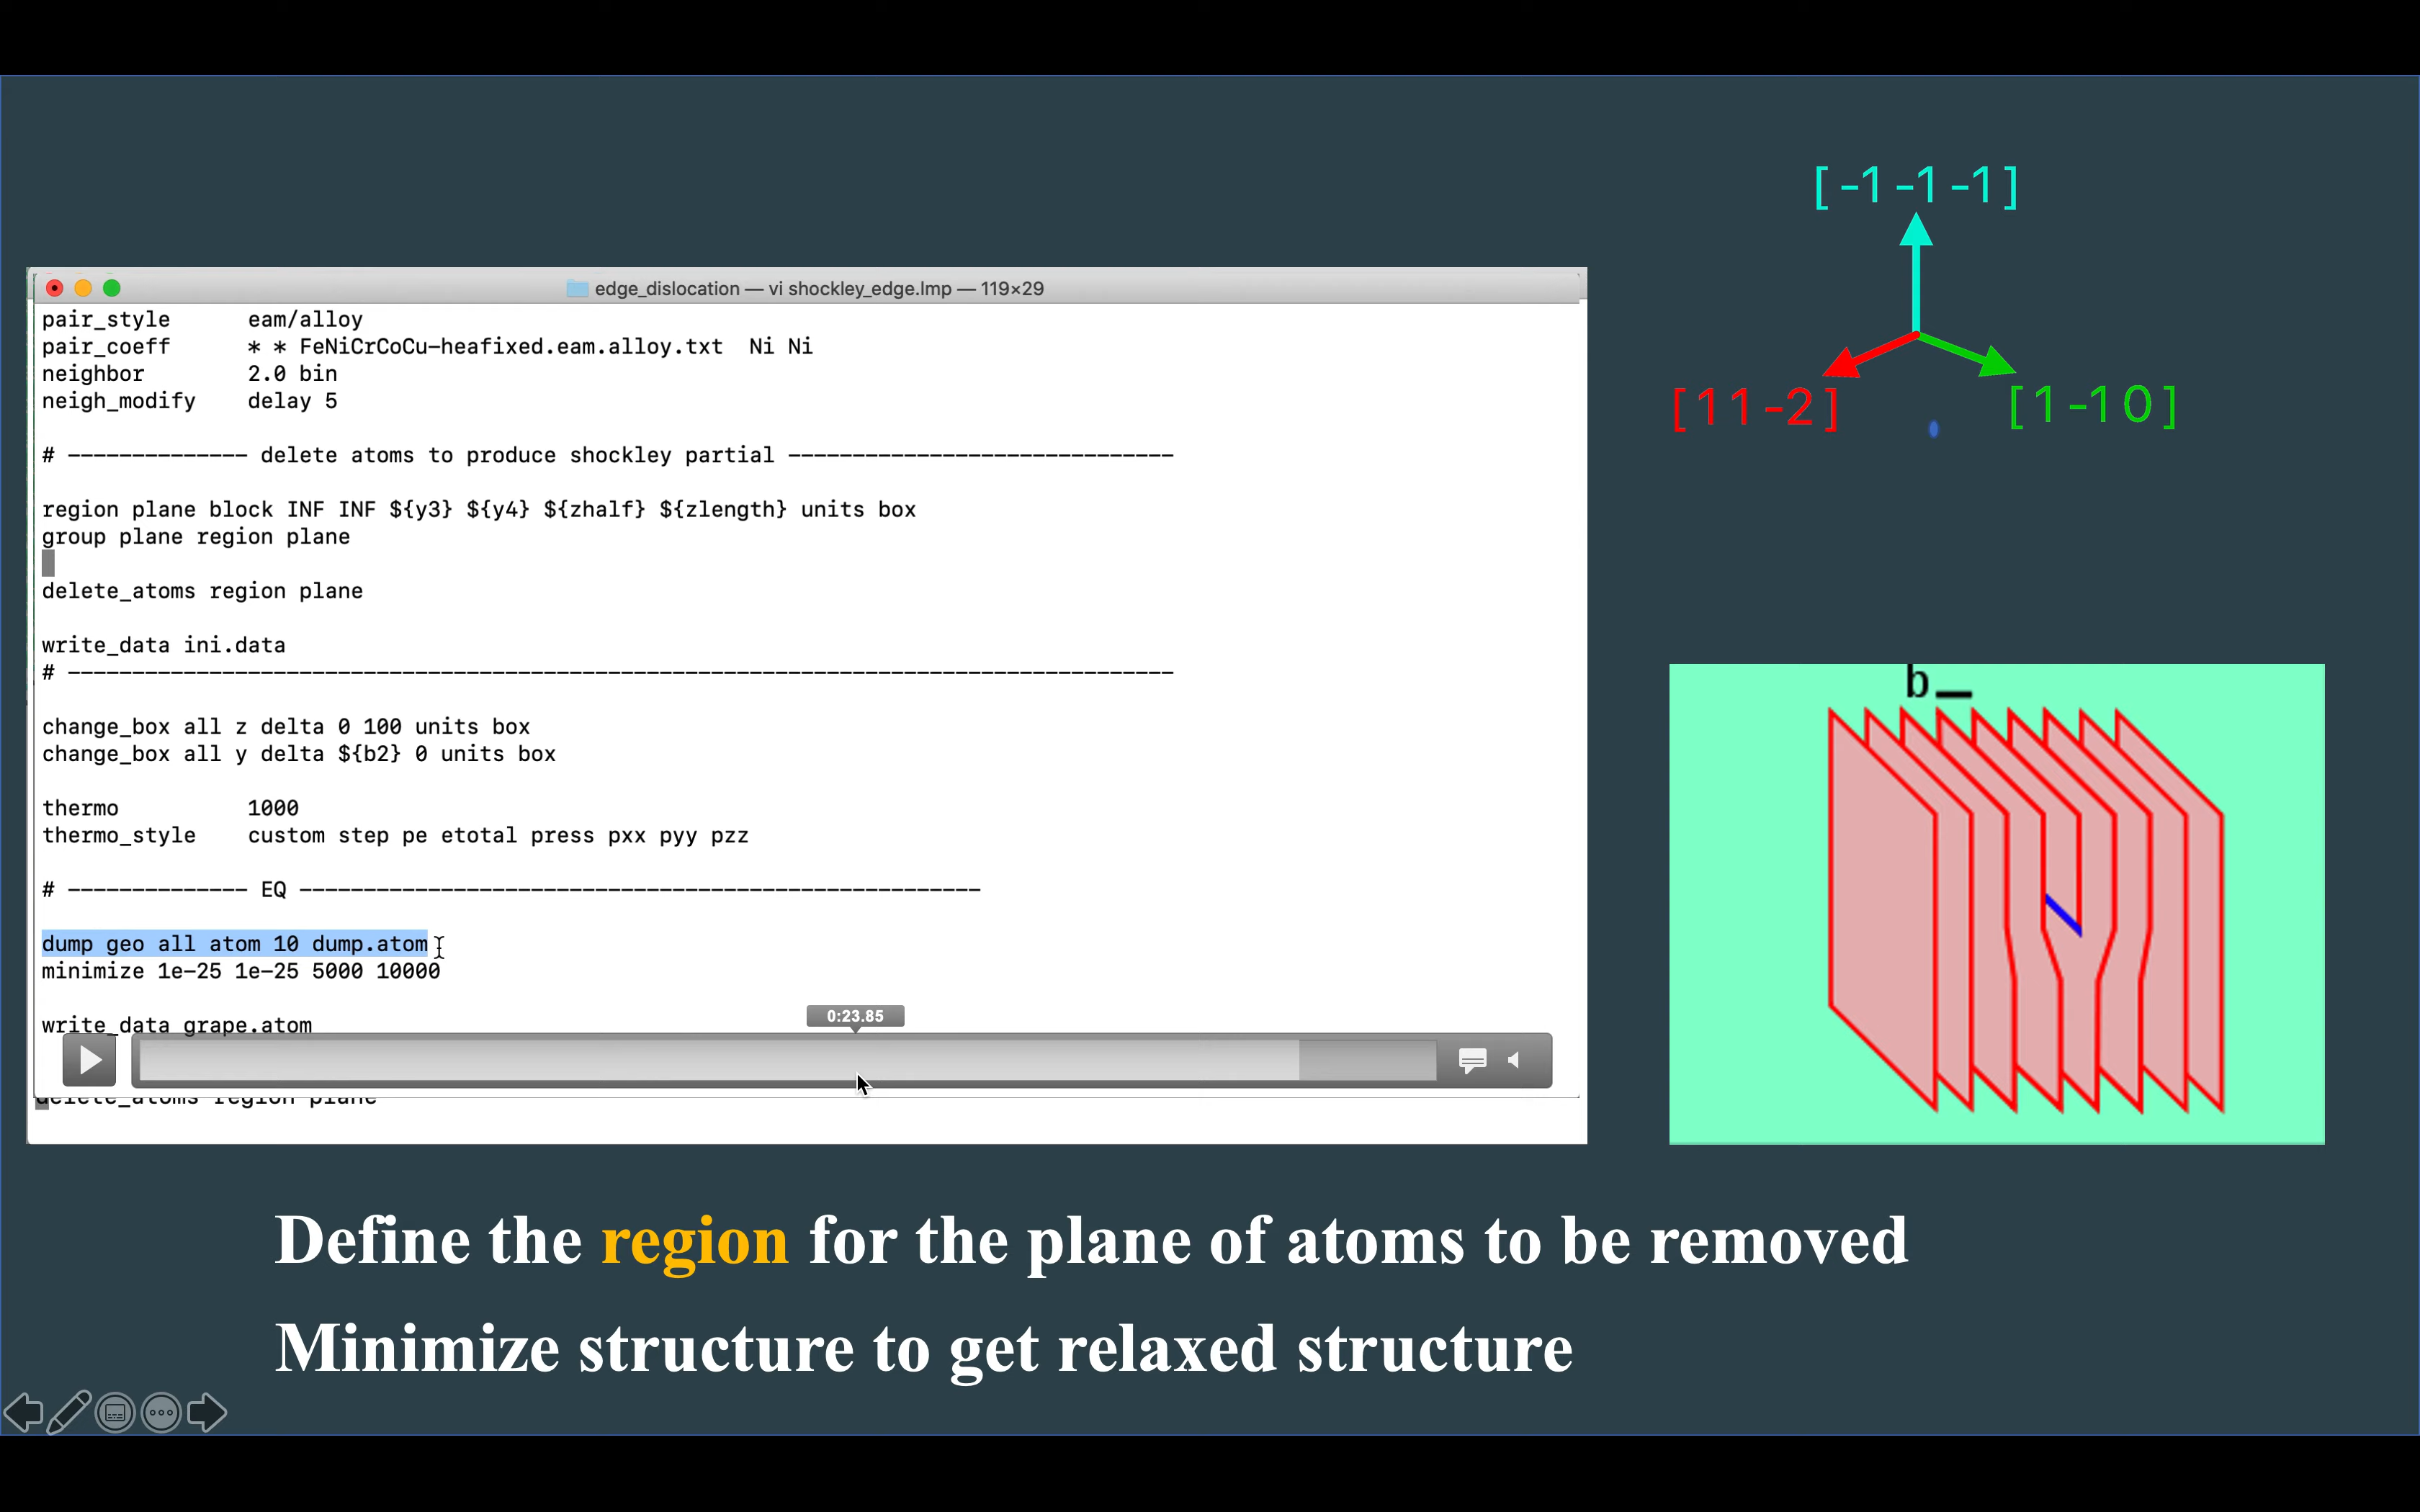 [-1-1-1]
[11-2]
[1-10]
edge_dislocation — vi shockley_edge.lmp — 119×29
pair_style eam/alloy
pair_coeff * * FeNiCrCoCu-heafixed.eam.alloy.txt Ni Ni
neighbor 2.0 bin
neigh_modify delay 5
# -------------- delete atoms to produce shockley partial ------------------------------
region plane block INF INF ${y3} ${y4} ${zhalf} ${zlength} units box
group plane region plane
delete_atoms region plane
write_data ini.data
# --------------------------------------------------------------------------------------
change_box all z delta 0 100 units box
change_box all y delta ${b2} 0 units box
thermo 1000
thermo_style custom step pe etotal press pxx pyy pzz
# -------------- EQ -----------------------------------------------------
dump geo all atom 10 dump.atom
minimize 1e-25 1e-25 5000 10000
write_data grape.atom
0:23.85
delete_atoms region plane
b
Define the region for the plane of atoms to be removed
Minimize structure to get relaxed structure